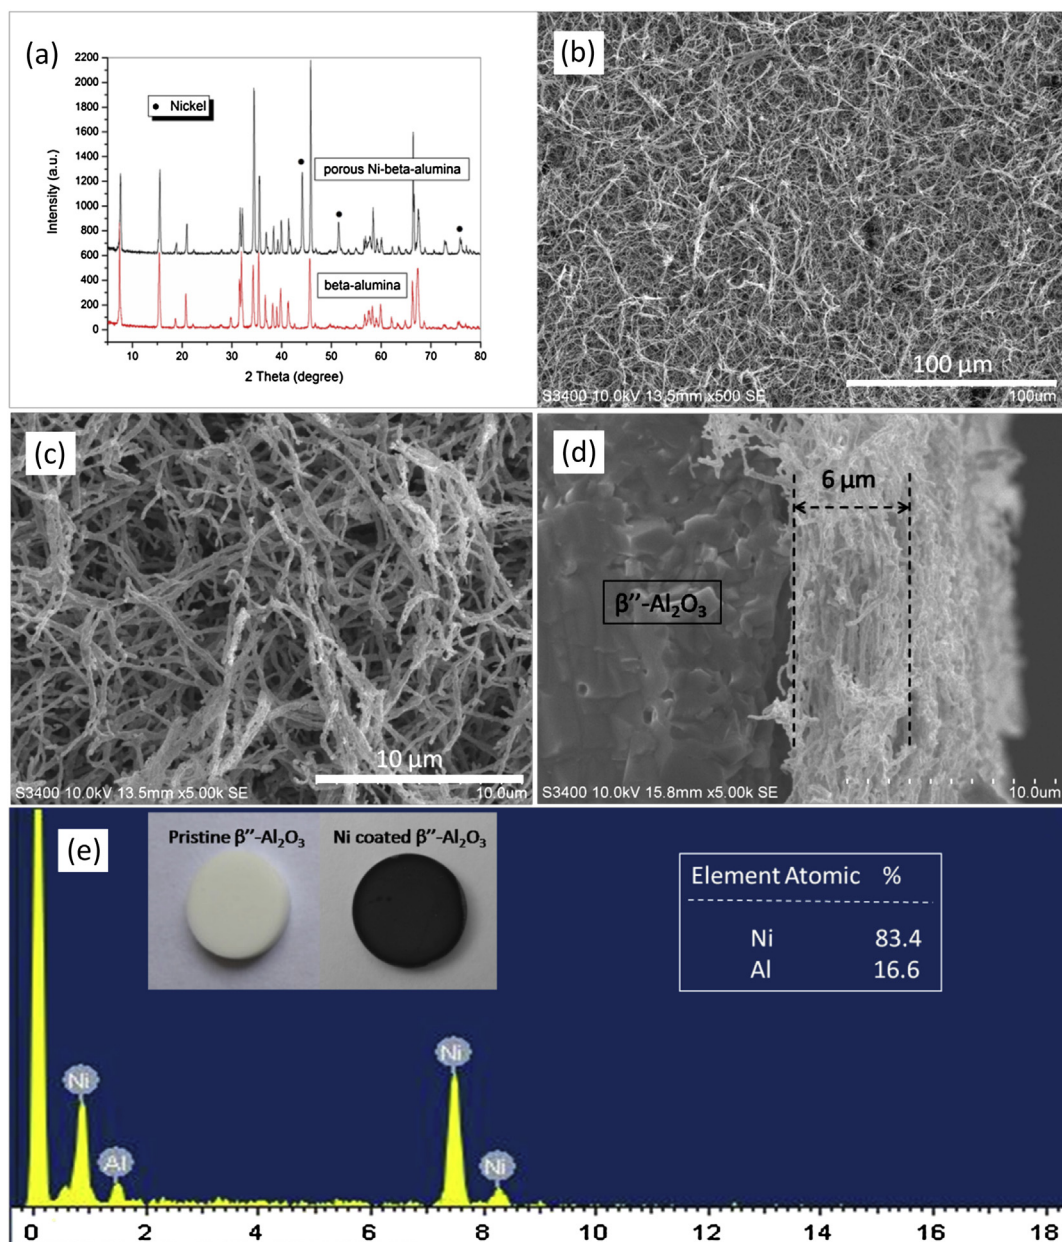 (a)
2200
2000
1800
1600
1400
1200
1000
800
600
600
400
200
0
Intensity (a.u.)
• Nickel
porous Ni-beta-alumina
beta-alumina
10 20 30 40 50 60 70 80
2 Theta (degree)
(b)
100 μm
S3400 10.0kV 13.5mm x500 SE 100um
(c)
10 μm
S3400 10.0kV 13.5mm x5.00k SE 10.0um
(d)
6 μm
β″-Al₂O₃
S3400 10.0kV 15.8mm x5.00k SE 10.0um
(e)
Pristine β″-Al₂O₃ Ni coated β″-Al₂O₃
Element Atomic %
Ni 83.4
Al 16.6
Ni
Al
Ni
Ni
0 2 4 6 8 10 12 14 16 18